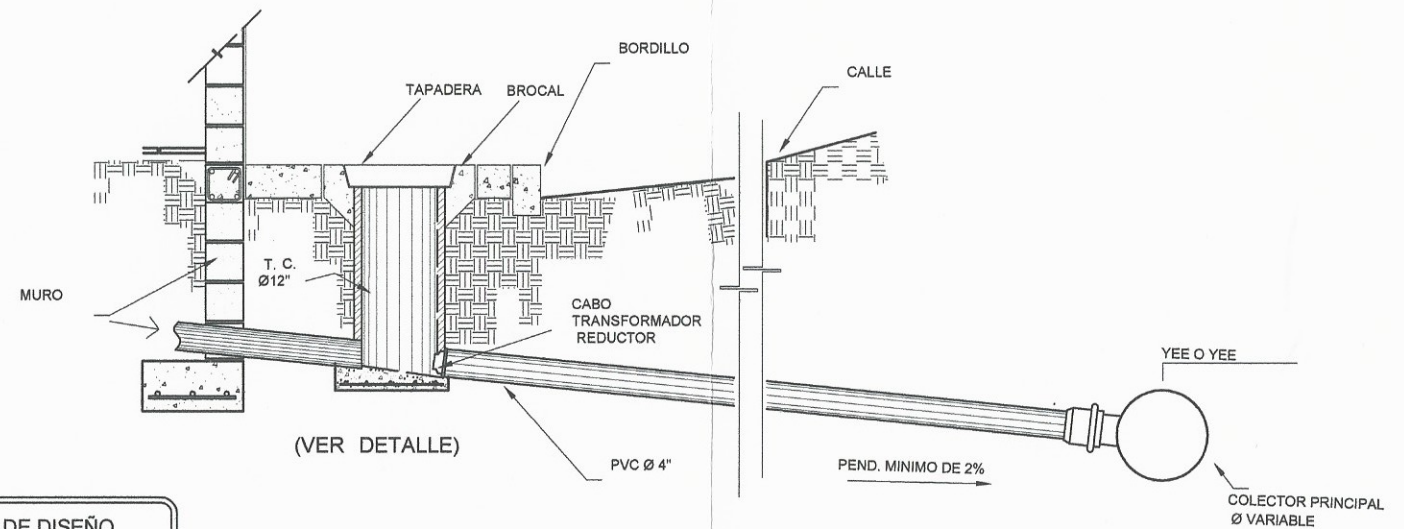 BORDILLO
CALLE
TAPADERA
BROCAL
T. C.
Ø12"
MURO
CABO
TRANSFORMADOR
REDUCTOR
YEE O YEE
(VER DETALLE)
PVC Ø 4"
PEND. MINIMO DE 2%
COLECTOR PRINCIPAL
Ø VARIABLE
DE DISEÑO